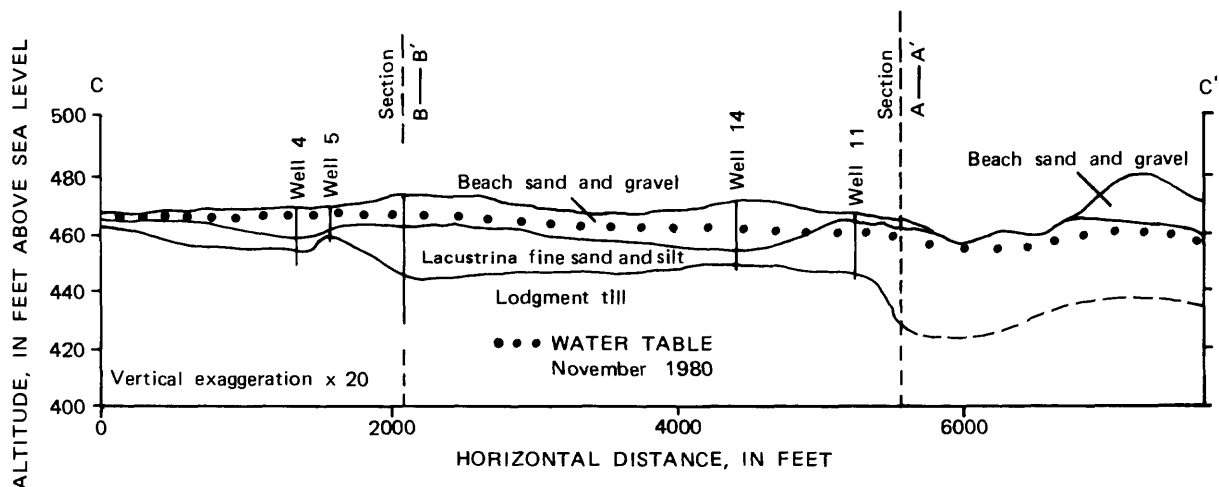 ALTITUDE, IN FEET ABOVE SEA LEVEL
C
Section
B—B'
Section
A—A'
C'
500
480
460
440
420
400
Well 4
Well 5
Well 14
Well 11
Beach sand and gravel
Beach sand and gravel
Lacustrina fine sand and silt
Lodgment till
WATER TABLE
November 1980
Vertical exaggeration x 20
0
2000
4000
6000
HORIZONTAL DISTANCE, IN FEET